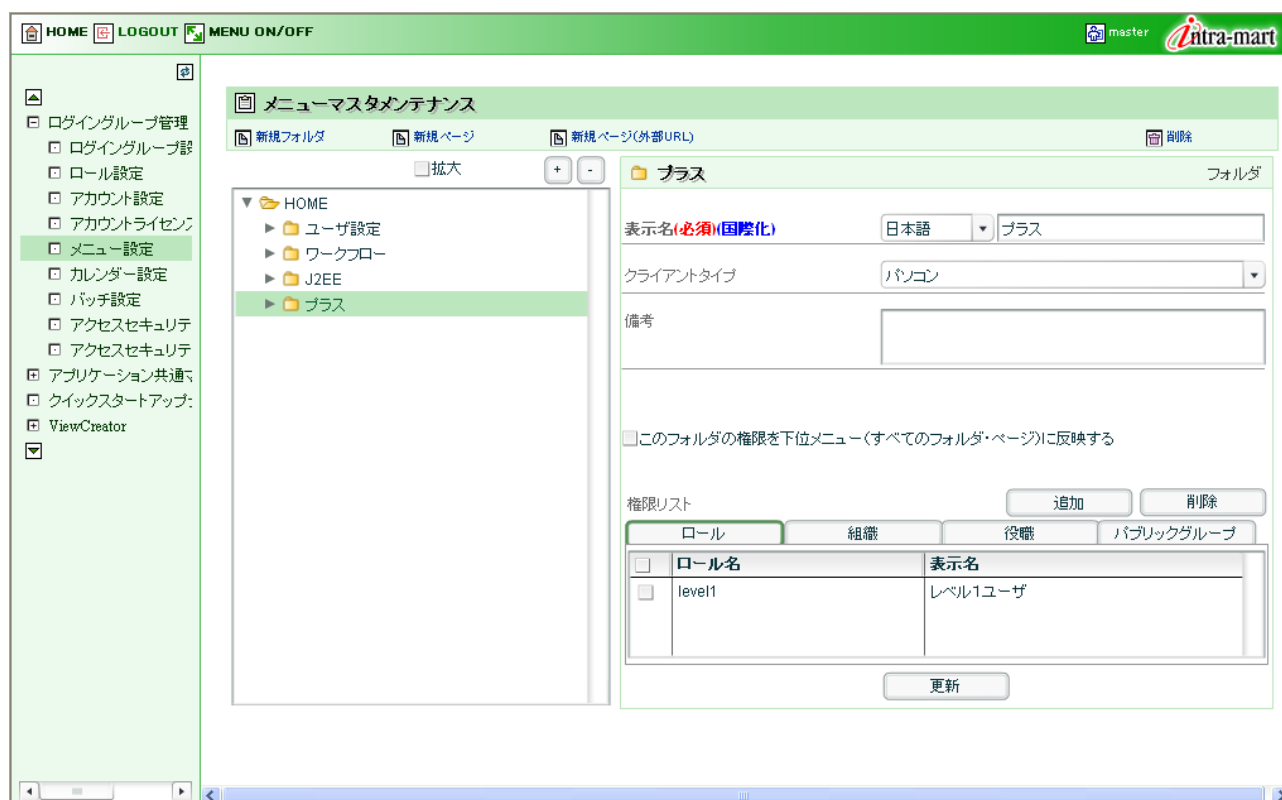 HOME LOGOUT MENU ON/OFF
master intra-mart
ログイングループ管理
ログイングループ設
ロール設定
アカウント設定
アカウントライセンス
メニュー設定
カレンダー設定
バッチ設定
アクセスセキュリテ
アクセスセキュリテ
アプリケーション共通マ
クイックスタートアップ
ViewCreator
メニューマスタメンテナンス
新規フォルダ 新規ページ 新規ページ(外部URL) 削除
拡大 + -
HOME
ユーザ設定
ワークフロー
J2EE
プラス
プラス フォルダ
表示名(必須)(国際化) 日本語 プラス
クライアントタイプ パソコン
備考
このフォルダの権限を下位メニュー(すべてのフォルダ・ページ)に反映する
権限リスト 追加 削除
ロール 組織 役職 パブリックグループ
ロール名 表示名
level1 レベル1ユーザ
更新